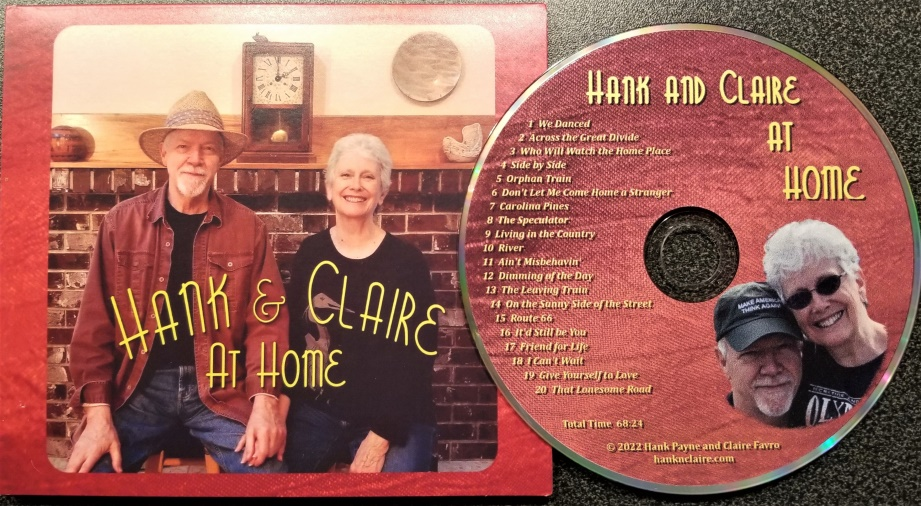 Hank & Claire
At Home
Hank and Claire
at
Home
1 We Danced
2 Across the Great Divide
3 Who Will Watch the Home Place
4 Side by Side
5 Orphan Train
6 Don't Let Me Come Home a Stranger
7 Carolina Pines
8 The Speculator
9 Living in the Country
10 River
11 Ain't Misbehavin'
12 Dimming of the Day
13 The Leaving Train
14 On the Sunny Side of the Street
15 Route 66
16 It'd Still be You
17 Friend for Life
18 I Can't Wait
19 Give Yourself to Love
20 That Lonesome Road
Total Time 68:24
© 2022 Hank Payne and Claire Favro
hanknclaire.com
MAKE AMERICA
THINK AGAIN